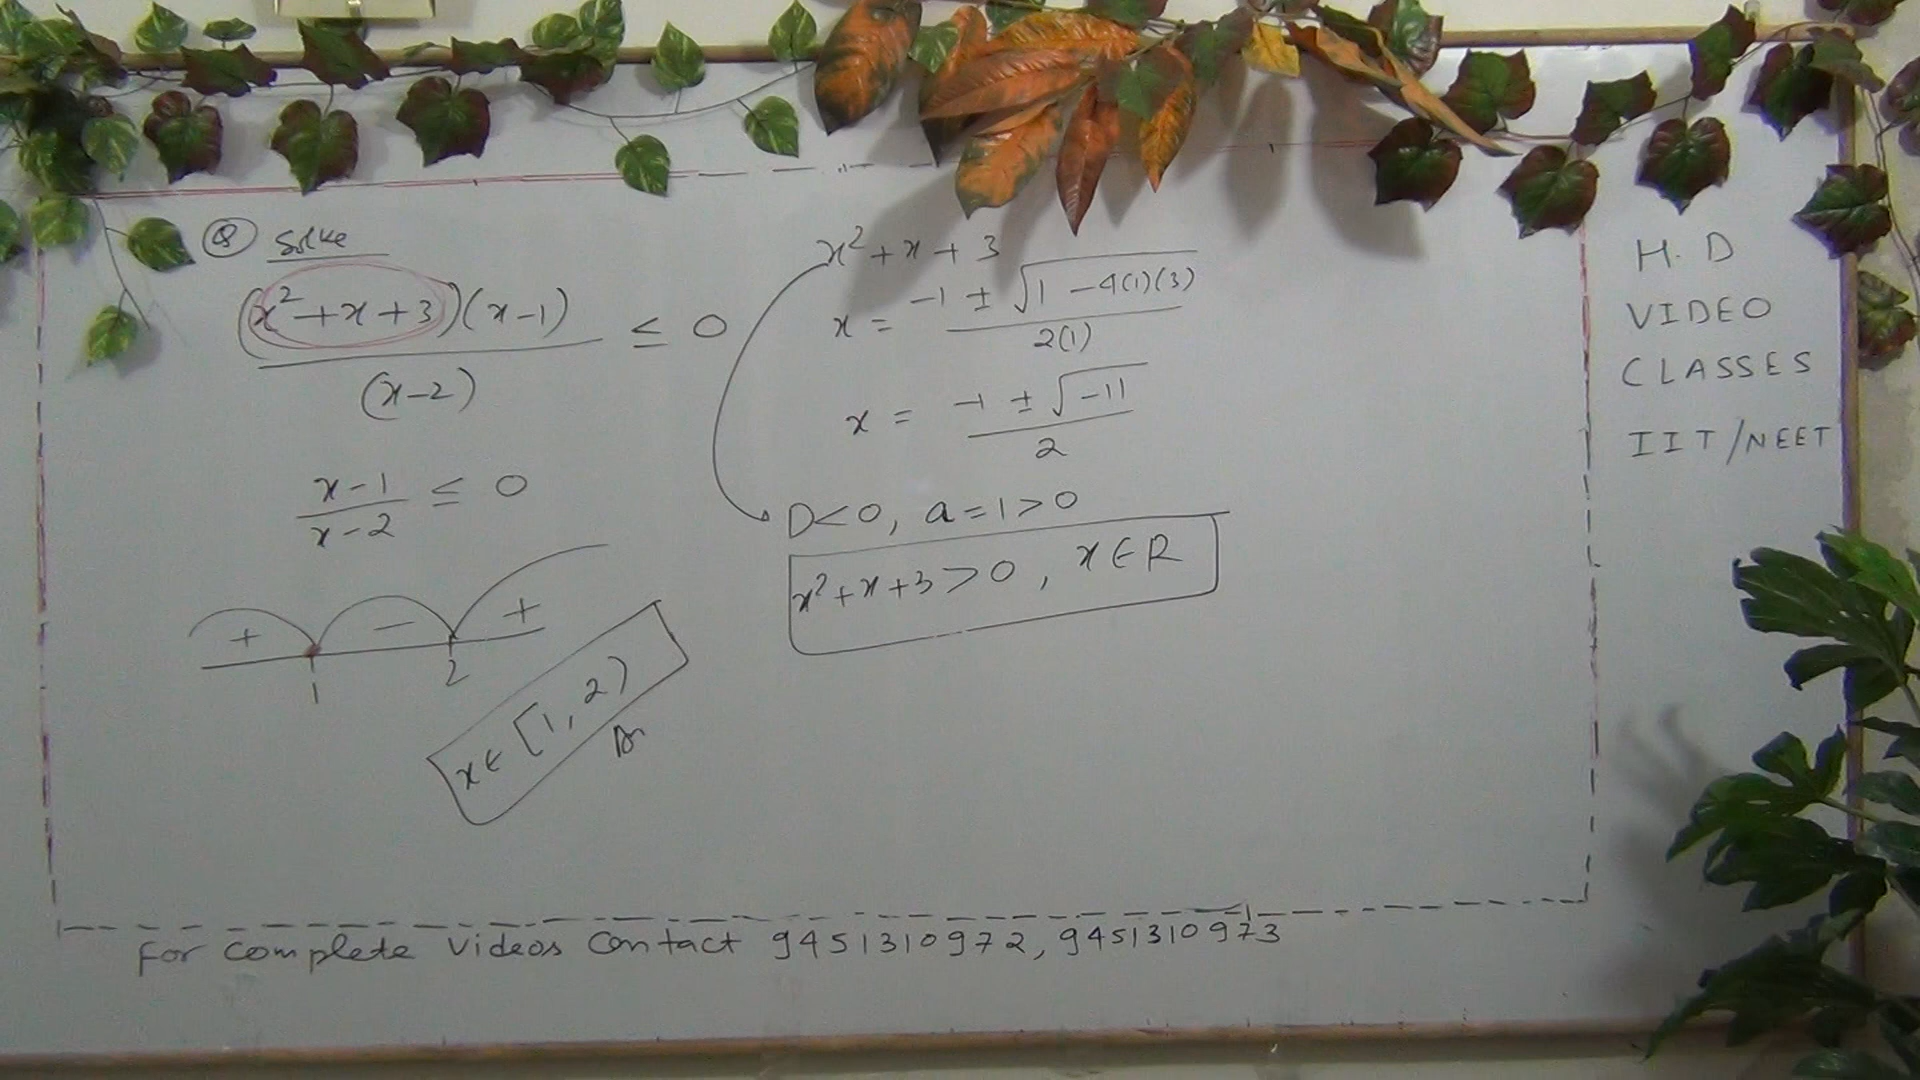 Q Solve
(x²+x+3)(x-1)
≤ 0
(x-2)
x-1
≤ 0
x-2
+ - +
1 2
x∈ [1, 2)
An
x²+x+3
x = -1 ± √1-4(1)(3)
2(1)
x = -1 ± √-11
2
D<0, a=1>0
x²+x+3>0, x∈R
H.D
VIDEO
CLASSES
IIT/NEET
For Complete Videos Contact 9451310972, 9451310973